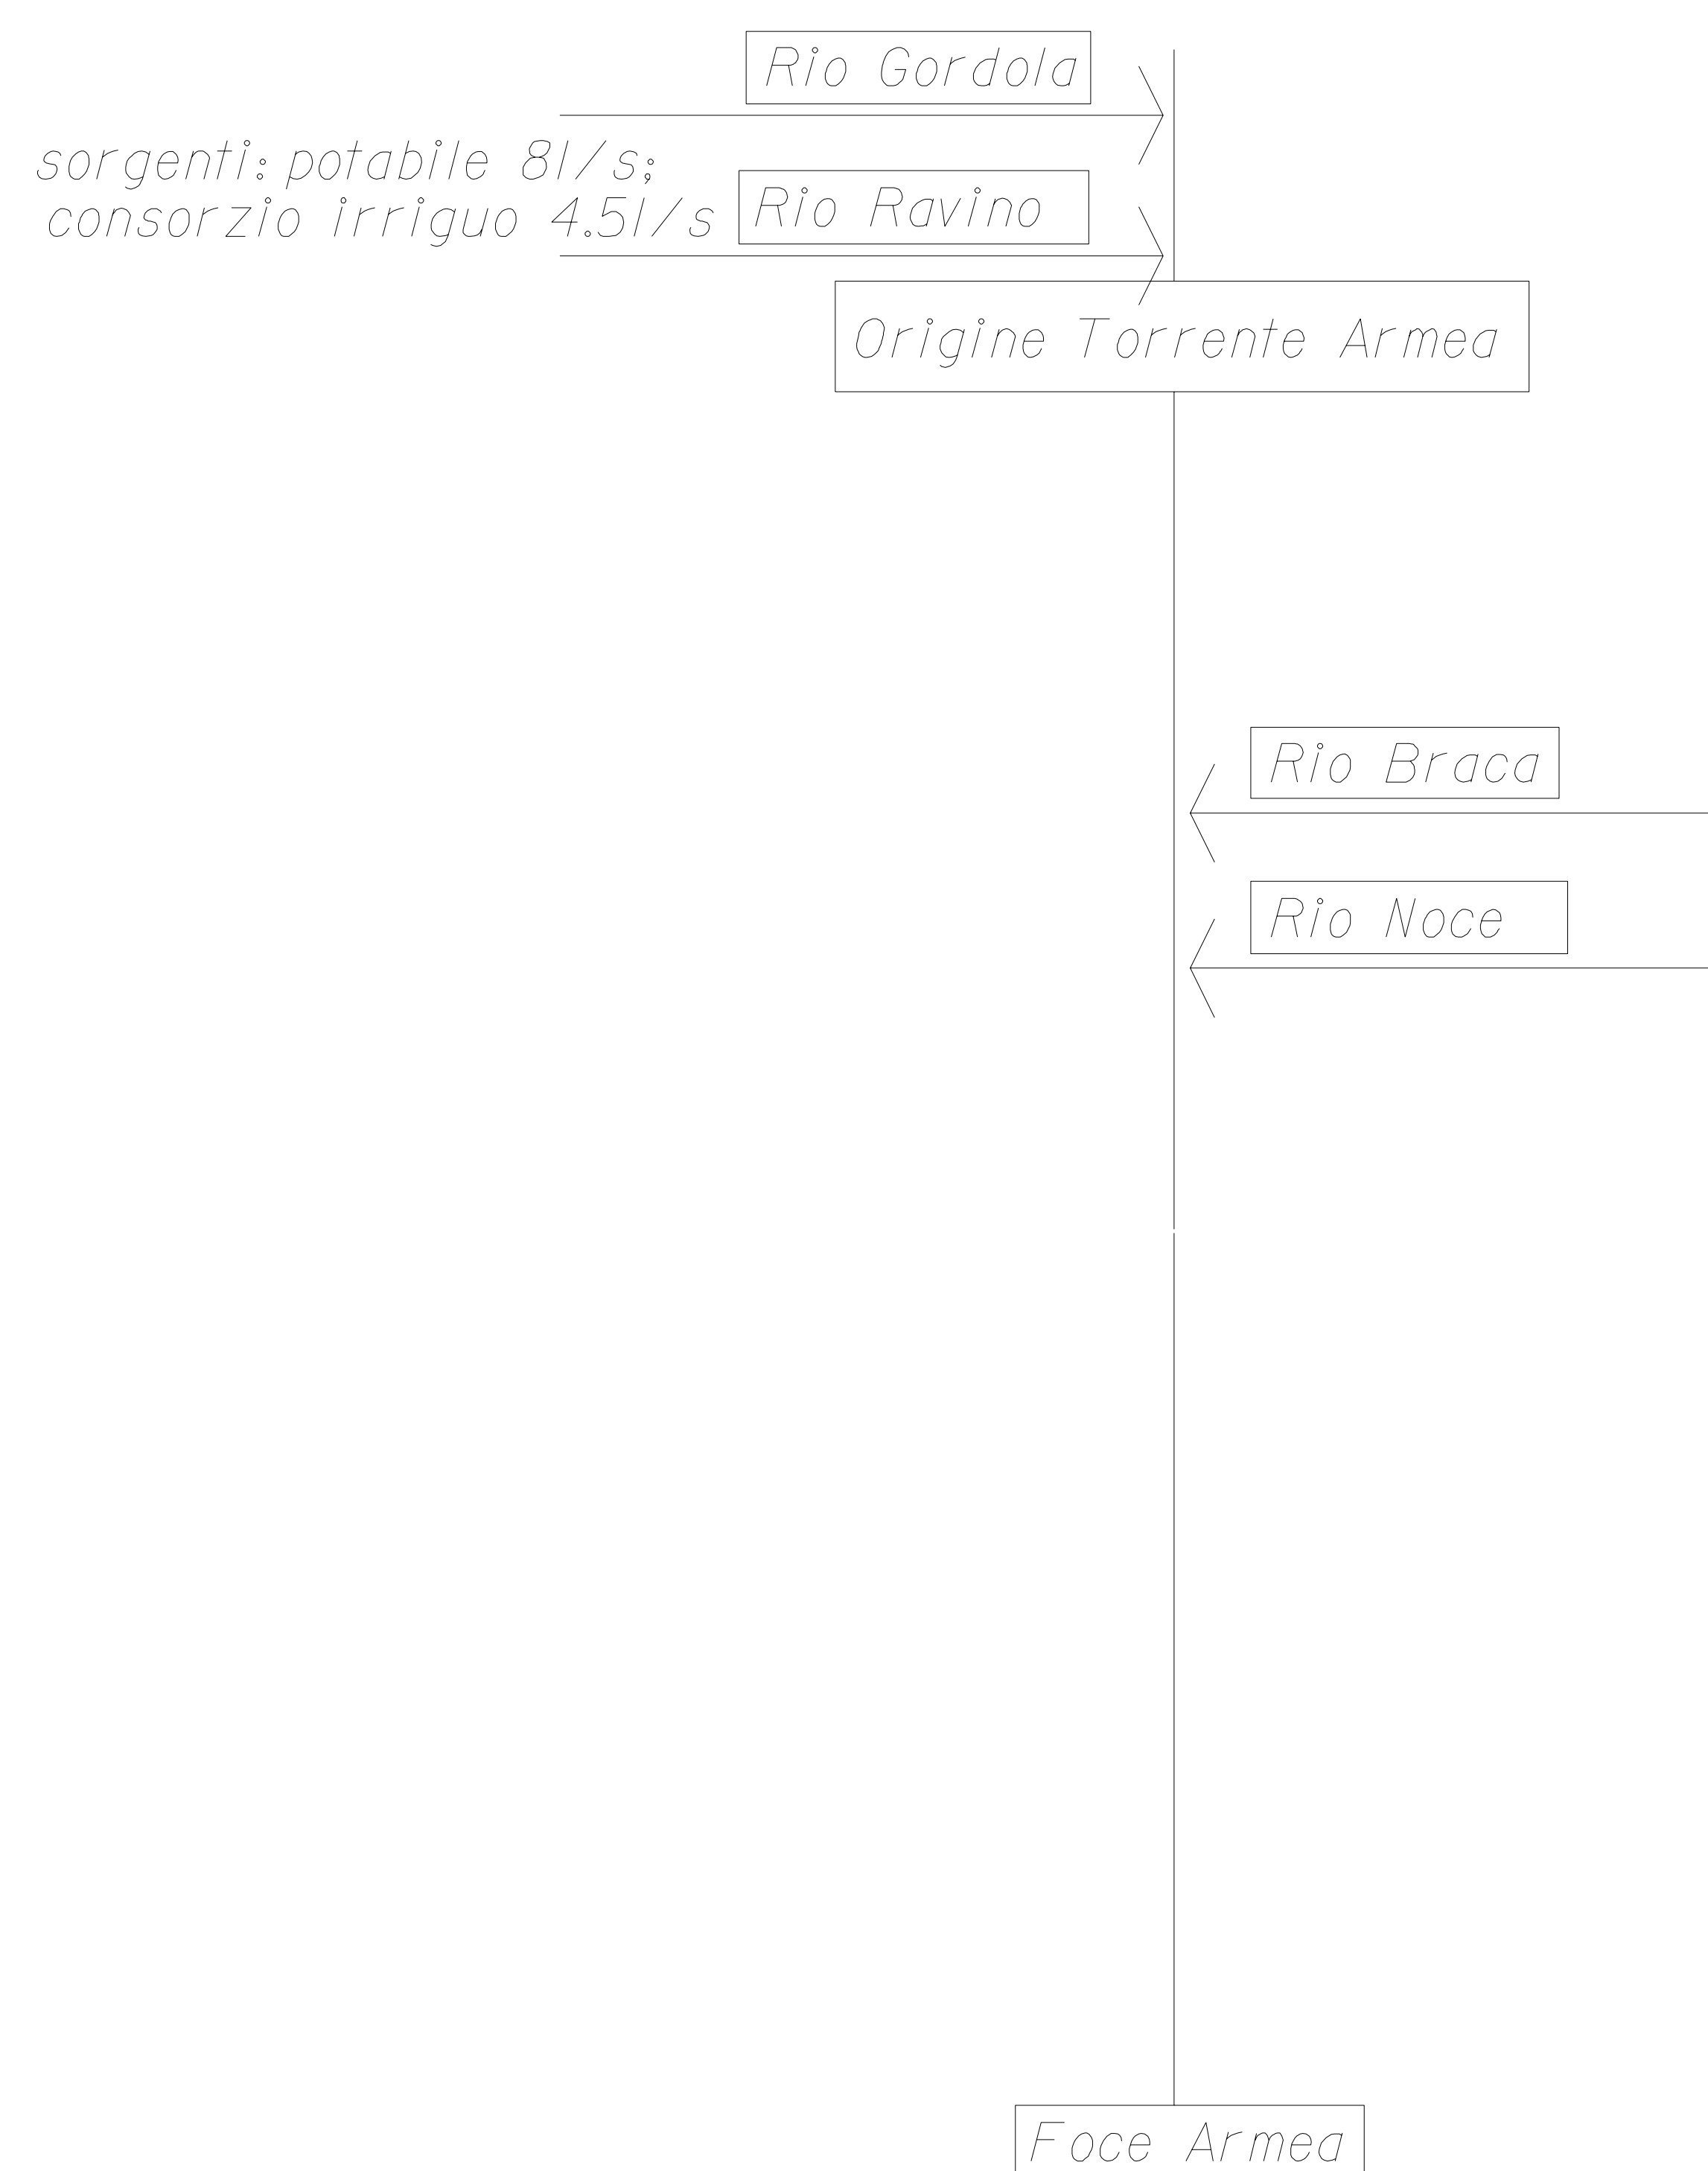 Rio Gordola
sorgenti: potabile 8l/s;
consorzio irriguo 4.5l/s
Rio Ravino
Origine Torrente Armea
Rio Braca
Rio Noce
Foce Armea